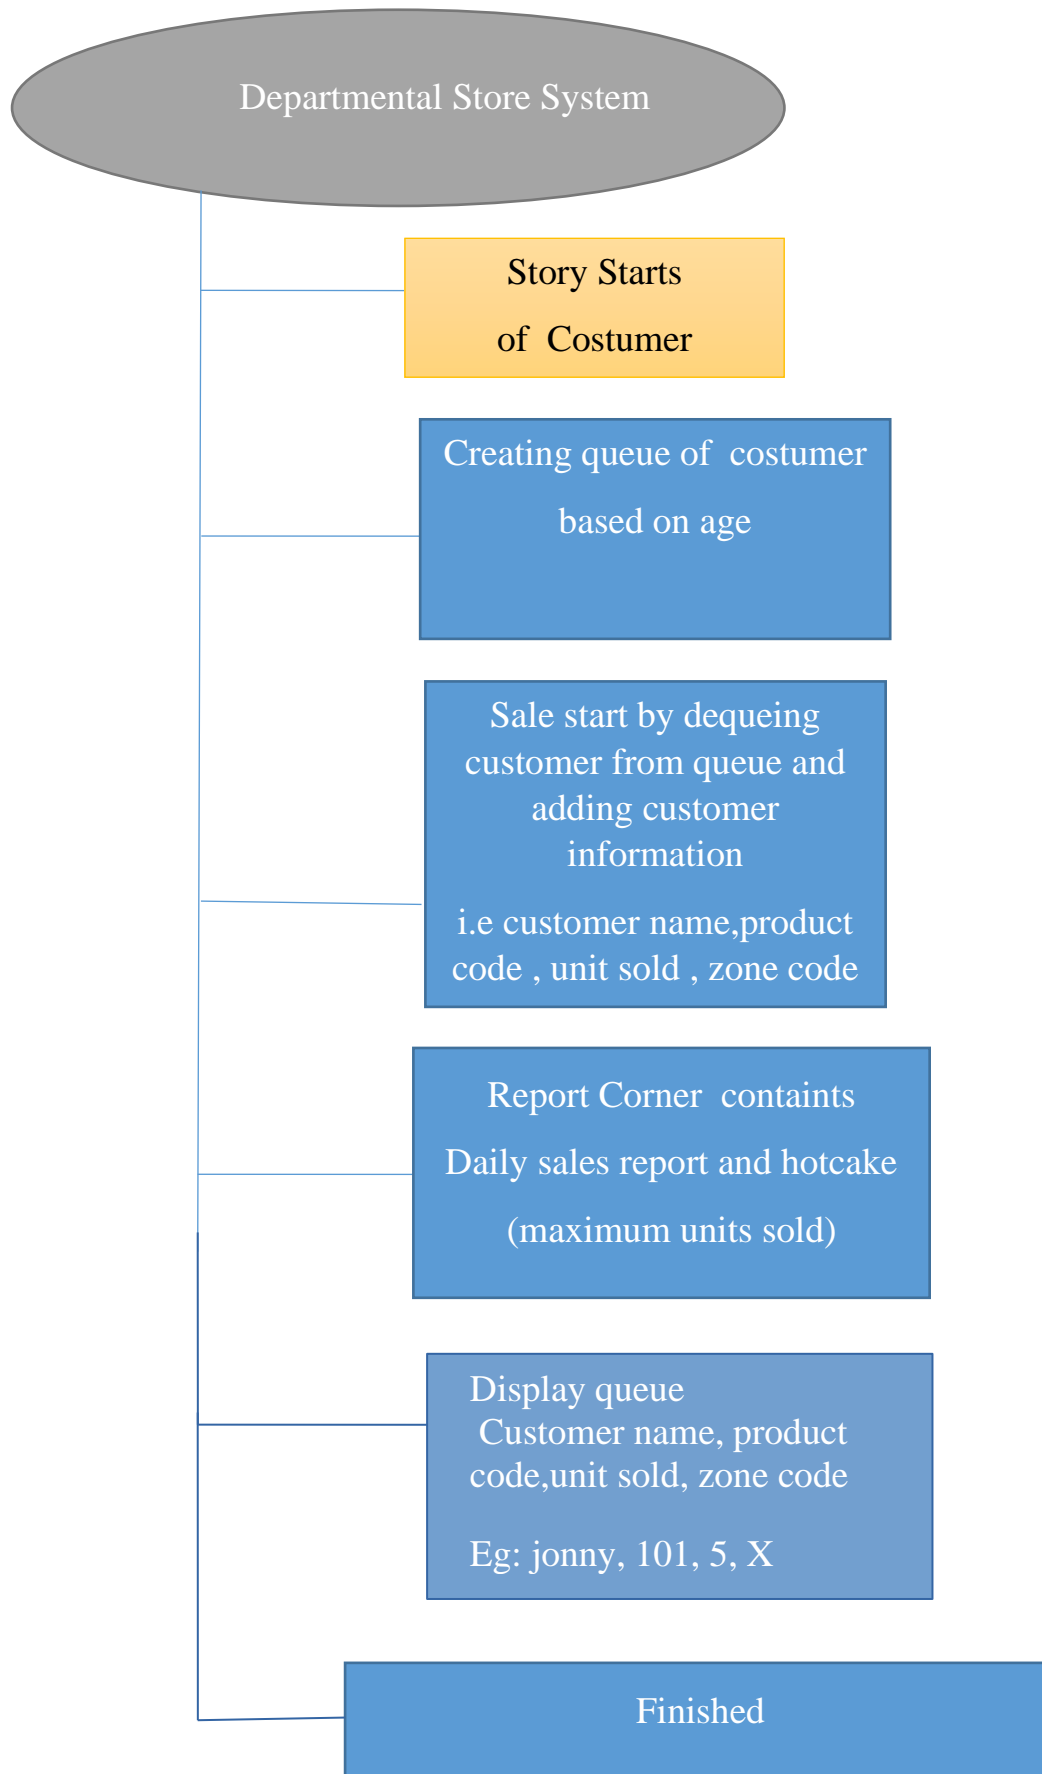 Departmental Store System
Story Starts
of  Costumer
Creating queue of  costumer
based on age
Sale start by dequeing
customer from queue and
adding customer
information
i.e customer name,product
code , unit sold , zone code
Report Corner  containts
Daily sales report and hotcake
(maximum units sold)
Display queue
Customer name, product
code,unit sold, zone code
Eg: jonny, 101, 5, X
Finished